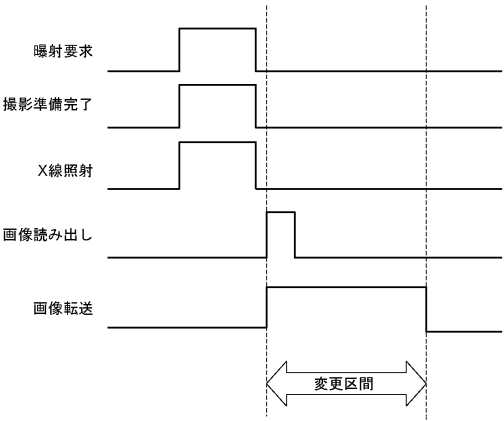 曝射要求
撮影準備完了
X線照射
画像読み出し
画像転送
変更区間